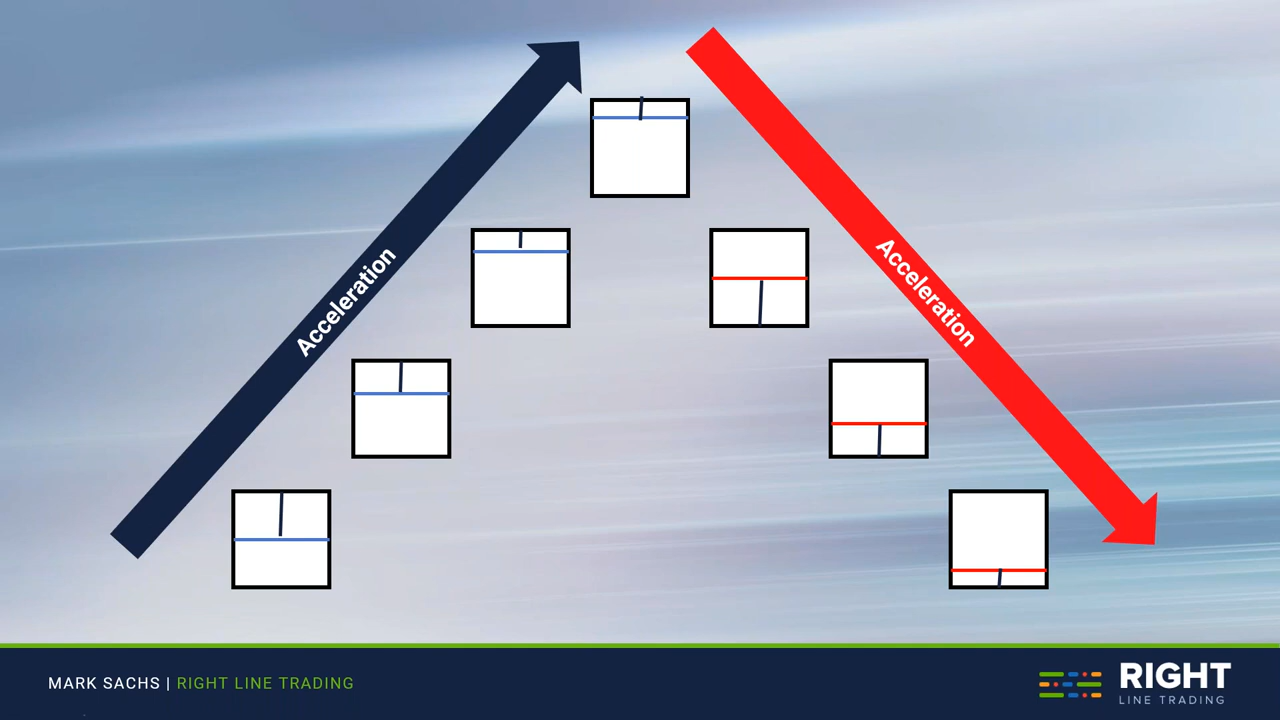 Acceleration
Acceleration
MARK SACHS | RIGHT LINE TRADING
RIGHT
LINE TRADING